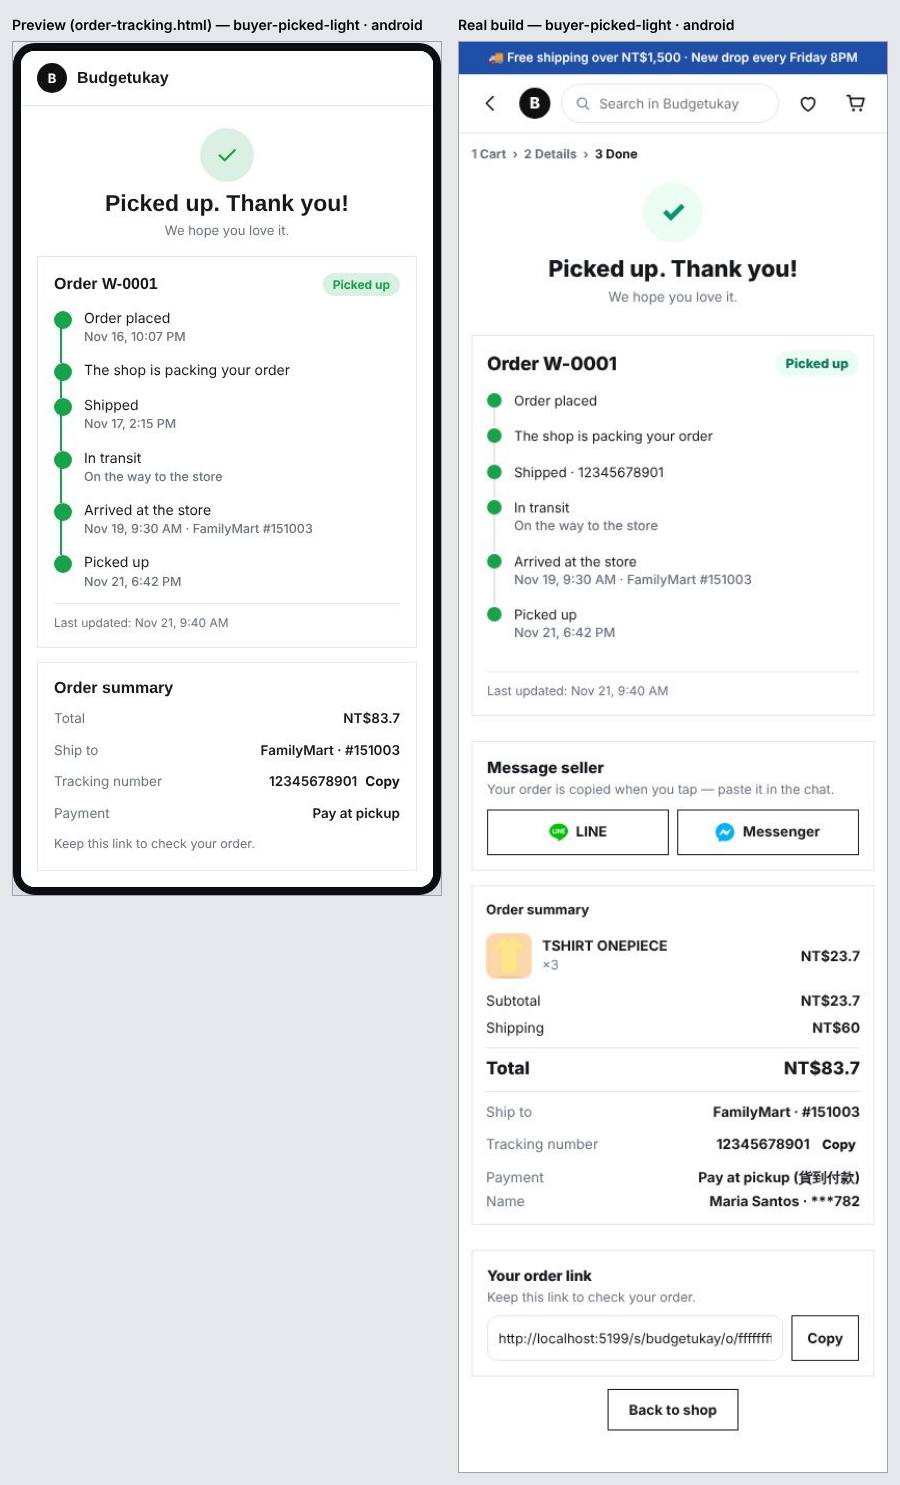 Preview (order-tracking.html) — buyer-picked-light · android
B Budgetukay
Picked up. Thank you!
We hope you love it.
Order W-0001
Picked up
Order placed
Nov 16, 10:07 PM
The shop is packing your order
Shipped
Nov 17, 2:15 PM
In transit
On the way to the store
Arrived at the store
Nov 19, 9:30 AM · FamilyMart #151003
Picked up
Nov 21, 6:42 PM
Last updated: Nov 21, 9:40 AM
Order summary
Total NT$83.7
Ship to FamilyMart · #151003
Tracking number 12345678901 Copy
Payment Pay at pickup
Keep this link to check your order.
Real build — buyer-picked-light · android
🚚 Free shipping over NT$1,500 · New drop every Friday 8PM
B Search in Budgetukay
1 Cart › 2 Details › 3 Done
Picked up. Thank you!
We hope you love it.
Order W-0001
Picked up
Order placed
The shop is packing your order
Shipped · 12345678901
In transit
On the way to the store
Arrived at the store
Nov 19, 9:30 AM · FamilyMart #151003
Picked up
Nov 21, 6:42 PM
Last updated: Nov 21, 9:40 AM
Message seller
Your order is copied when you tap — paste it in the chat.
LINE
Messenger
Order summary
TSHIRT ONEPIECE
×3
NT$23.7
Subtotal NT$23.7
Shipping NT$60
Total NT$83.7
Ship to FamilyMart · #151003
Tracking number 12345678901 Copy
Payment Pay at pickup (貨到付款)
Name Maria Santos · ***782
Your order link
Keep this link to check your order.
http://localhost:5199/s/budgetukay/o/fffffff
Copy
Back to shop